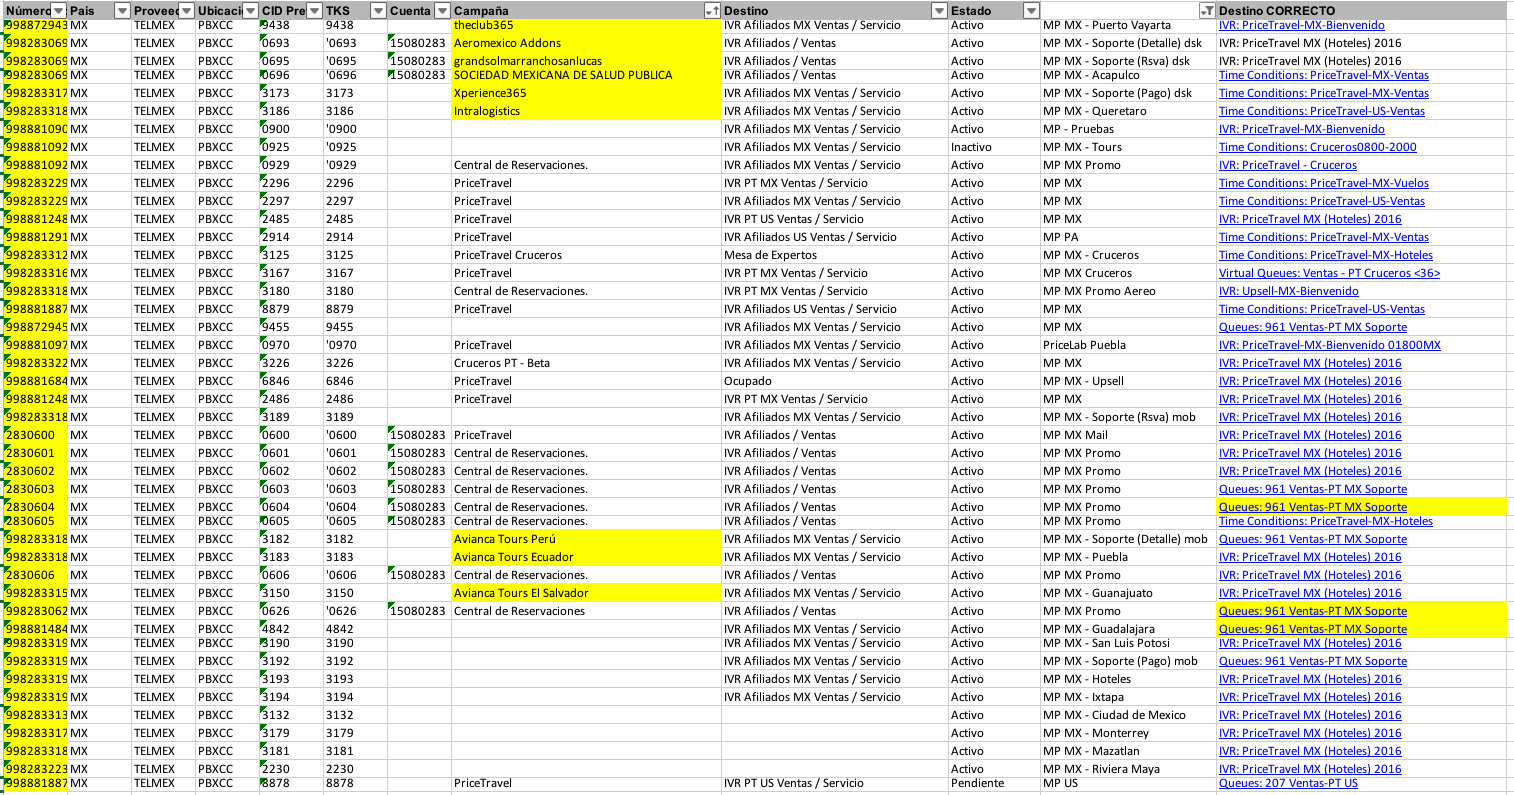 Número País Proveed Ubicació CID Pref TKS Cuenta Campaña Destino Estado Destino CORRECTO
998872943 MX TELMEX PBXCC 9438 9438 theclub365 IVR Afiliados MX Ventas / Servicio Activo MP MX - Puerto Vayarta IVR: PriceTravel-MX-Bienvenido
998283069 MX TELMEX PBXCC 0693 '0693 15080283 Aeromexico Addons IVR Afiliados / Ventas Activo MP MX - Soporte (Detalle) dsk IVR: PriceTravel MX (Hoteles) 2016
998283069 MX TELMEX PBXCC 0695 '0695 15080283 grandsolmarranchosanlucas IVR Afiliados / Ventas Activo MP MX - Soporte (Rsva) dsk IVR: PriceTravel MX (Hoteles) 2016
998283069 MX TELMEX PBXCC 0696 '0696 15080283 SOCIEDAD MEXICANA DE SALUD PUBLICA IVR Afiliados / Ventas Activo MP MX - Acapulco Time Conditions: PriceTravel-MX-Ventas
998283317 MX TELMEX PBXCC 3173 3173 Xperience365 IVR Afiliados MX Ventas / Servicio Activo MP MX - Soporte (Pago) dsk Time Conditions: PriceTravel-MX-Ventas
998283318 MX TELMEX PBXCC 3186 3186 Intralogistics IVR Afiliados MX Ventas / Servicio Activo MP MX - Queretaro Time Conditions: PriceTravel-US-Ventas
998881090 MX TELMEX PBXCC 0900 '0900 IVR Afiliados MX Ventas / Servicio Activo MP - Pruebas IVR: PriceTravel-MX-Bienvenido
998881092 MX TELMEX PBXCC 0925 '0925 IVR Afiliados MX Ventas / Servicio Inactivo MP MX - Tours Time Conditions: Cruceros0800-2000
998881092 MX TELMEX PBXCC 0929 '0929 Central de Reservaciones. IVR Afiliados MX Ventas / Servicio Activo MP MX Promo IVR: PriceTravel - Cruceros
998283229 MX TELMEX PBXCC 2296 2296 PriceTravel IVR PT MX Ventas / Servicio Activo MP MX Time Conditions: PriceTravel-MX-Vuelos
998283229 MX TELMEX PBXCC 2297 2297 PriceTravel IVR Afiliados MX Ventas / Servicio Activo MP MX Time Conditions: PriceTravel-US-Ventas
998881248 MX TELMEX PBXCC 2485 2485 PriceTravel IVR PT US Ventas / Servicio Activo MP MX IVR: PriceTravel MX (Hoteles) 2016
998881291 MX TELMEX PBXCC 2914 2914 PriceTravel IVR Afiliados US Ventas / Servicio Activo MP PA Time Conditions: PriceTravel-MX-Ventas
998283312 MX TELMEX PBXCC 3125 3125 PriceTravel Cruceros Mesa de Expertos Activo MP MX - Cruceros Time Conditions: PriceTravel-MX-Hoteles
998283316 MX TELMEX PBXCC 3167 3167 PriceTravel IVR PT MX Ventas / Servicio Activo MP MX Cruceros Virtual Queues: Ventas - PT Cruceros <36>
998283318 MX TELMEX PBXCC 3180 3180 Central de Reservaciones. IVR PT MX Ventas / Servicio Activo MP MX Promo Aereo IVR: Upsell-MX-Bienvenido
998881887 MX TELMEX PBXCC 8879 8879 PriceTravel IVR Afiliados US Ventas / Servicio Activo MP MX Time Conditions: PriceTravel-US-Ventas
998872945 MX TELMEX PBXCC 9455 9455 IVR Afiliados MX Ventas / Servicio Activo MP MX Queues: 961 Ventas-PT MX Soporte
998881097 MX TELMEX PBXCC 0970 '0970 PriceTravel IVR Afiliados MX Ventas / Servicio Activo PriceLab Puebla IVR: PriceTravel-MX-Bienvenido 01800MX
998283322 MX TELMEX PBXCC 3226 3226 Cruceros PT - Beta IVR Afiliados MX Ventas / Servicio Activo MP MX IVR: PriceTravel MX (Hoteles) 2016
998881684 MX TELMEX PBXCC 6846 6846 PriceTravel Ocupado Activo MP MX - Upsell IVR: PriceTravel MX (Hoteles) 2016
998881248 MX TELMEX PBXCC 2486 2486 PriceTravel IVR PT MX Ventas / Servicio Activo MP MX IVR: PriceTravel MX (Hoteles) 2016
998283318 MX TELMEX PBXCC 3189 3189 IVR Afiliados MX Ventas / Servicio Activo MP MX - Soporte (Rsva) mob IVR: PriceTravel MX (Hoteles) 2016
2830600 MX TELMEX PBXCC 0600 '0600 15080283 PriceTravel IVR Afiliados / Ventas Activo MP MX Mail IVR: PriceTravel MX (Hoteles) 2016
2830601 MX TELMEX PBXCC 0601 '0601 15080283 Central de Reservaciones. IVR Afiliados / Ventas Activo MP MX Promo IVR: PriceTravel MX (Hoteles) 2016
2830602 MX TELMEX PBXCC 0602 '0602 15080283 Central de Reservaciones. IVR Afiliados / Ventas Activo MP MX Promo IVR: PriceTravel MX (Hoteles) 2016
2830603 MX TELMEX PBXCC 0603 '0603 15080283 Central de Reservaciones. IVR Afiliados / Ventas Activo MP MX Promo Queues: 961 Ventas-PT MX Soporte
2830604 MX TELMEX PBXCC 0604 '0604 15080283 Central de Reservaciones. IVR Afiliados / Ventas Activo MP MX Promo Queues: 961 Ventas-PT MX Soporte
2830605 MX TELMEX PBXCC 0605 '0605 15080283 Central de Reservaciones. IVR Afiliados / Ventas Activo MP MX Promo Time Conditions: PriceTravel-MX-Hoteles
998283318 MX TELMEX PBXCC 3182 3182 Avianca Tours Perú IVR Afiliados MX Ventas / Servicio Activo MP MX - Soporte (Detalle) mob Queues: 961 Ventas-PT MX Soporte
998283318 MX TELMEX PBXCC 3183 3183 Avianca Tours Ecuador IVR Afiliados MX Ventas / Servicio Activo MP MX - Puebla IVR: PriceTravel MX (Hoteles) 2016
2830606 MX TELMEX PBXCC 0606 '0606 15080283 Central de Reservaciones. IVR Afiliados / Ventas Activo MP MX Promo IVR: PriceTravel MX (Hoteles) 2016
998283315 MX TELMEX PBXCC 3150 3150 Avianca Tours El Salvador IVR Afiliados MX Ventas / Servicio Activo MP MX - Guanajuato IVR: PriceTravel MX (Hoteles) 2016
998283062 MX TELMEX PBXCC 0626 '0626 15080283 Central de Reservaciones IVR Afiliados / Ventas Activo MP MX Promo Queues: 961 Ventas-PT MX Soporte
998881484 MX TELMEX PBXCC 4842 4842 IVR Afiliados MX Ventas / Servicio Activo MP MX - Guadalajara Queues: 961 Ventas-PT MX Soporte
998283319 MX TELMEX PBXCC 3190 3190 IVR Afiliados MX Ventas / Servicio Activo MP MX - San Luis Potosi IVR: PriceTravel MX (Hoteles) 2016
998283319 MX TELMEX PBXCC 3192 3192 IVR Afiliados MX Ventas / Servicio Activo MP MX - Soporte (Pago) mob Queues: 961 Ventas-PT MX Soporte
998283319 MX TELMEX PBXCC 3193 3193 IVR Afiliados MX Ventas / Servicio Activo MP MX - Hoteles IVR: PriceTravel MX (Hoteles) 2016
998283319 MX TELMEX PBXCC 3194 3194 IVR Afiliados MX Ventas / Servicio Activo MP MX - Ixtapa IVR: PriceTravel MX (Hoteles) 2016
998283313 MX TELMEX PBXCC 3132 3132 Activo MP MX - Ciudad de Mexico IVR: PriceTravel MX (Hoteles) 2016
998283317 MX TELMEX PBXCC 3179 3179 Activo MP MX - Monterrey IVR: PriceTravel MX (Hoteles) 2016
998283318 MX TELMEX PBXCC 3181 3181 Activo MP MX - Mazatlan IVR: PriceTravel MX (Hoteles) 2016
998283223 MX TELMEX PBXCC 2230 2230 Activo MP MX - Riviera Maya IVR: PriceTravel MX (Hoteles) 2016
998881887 MX TELMEX PBXCC 8878 8878 PriceTravel IVR PT US Ventas / Servicio Pendiente MP US Queues: 207 Ventas-PT US